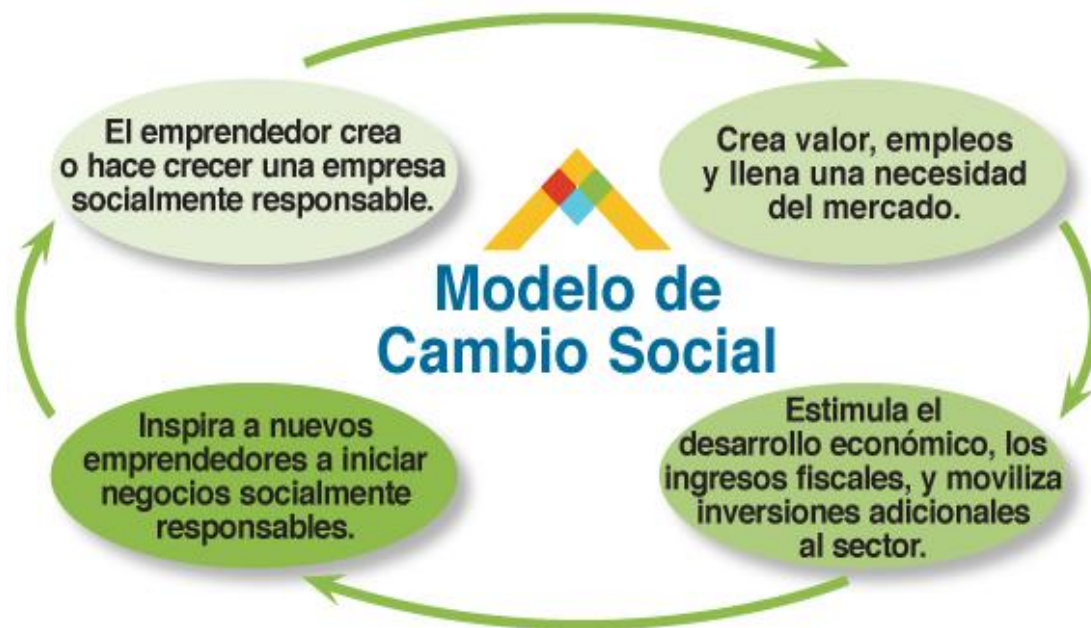 El emprendedor crea
o hace crecer una empresa
socialmente responsable.
Crea valor, empleos
y llena una necesidad
del mercado.
Modelo de
Cambio Social
Estimula el
desarrollo económico, los
ingresos fiscales, y moviliza
inversiones adicionales
al sector.
Inspira a nuevos
emprendedores a iniciar
negocios socialmente
responsables.